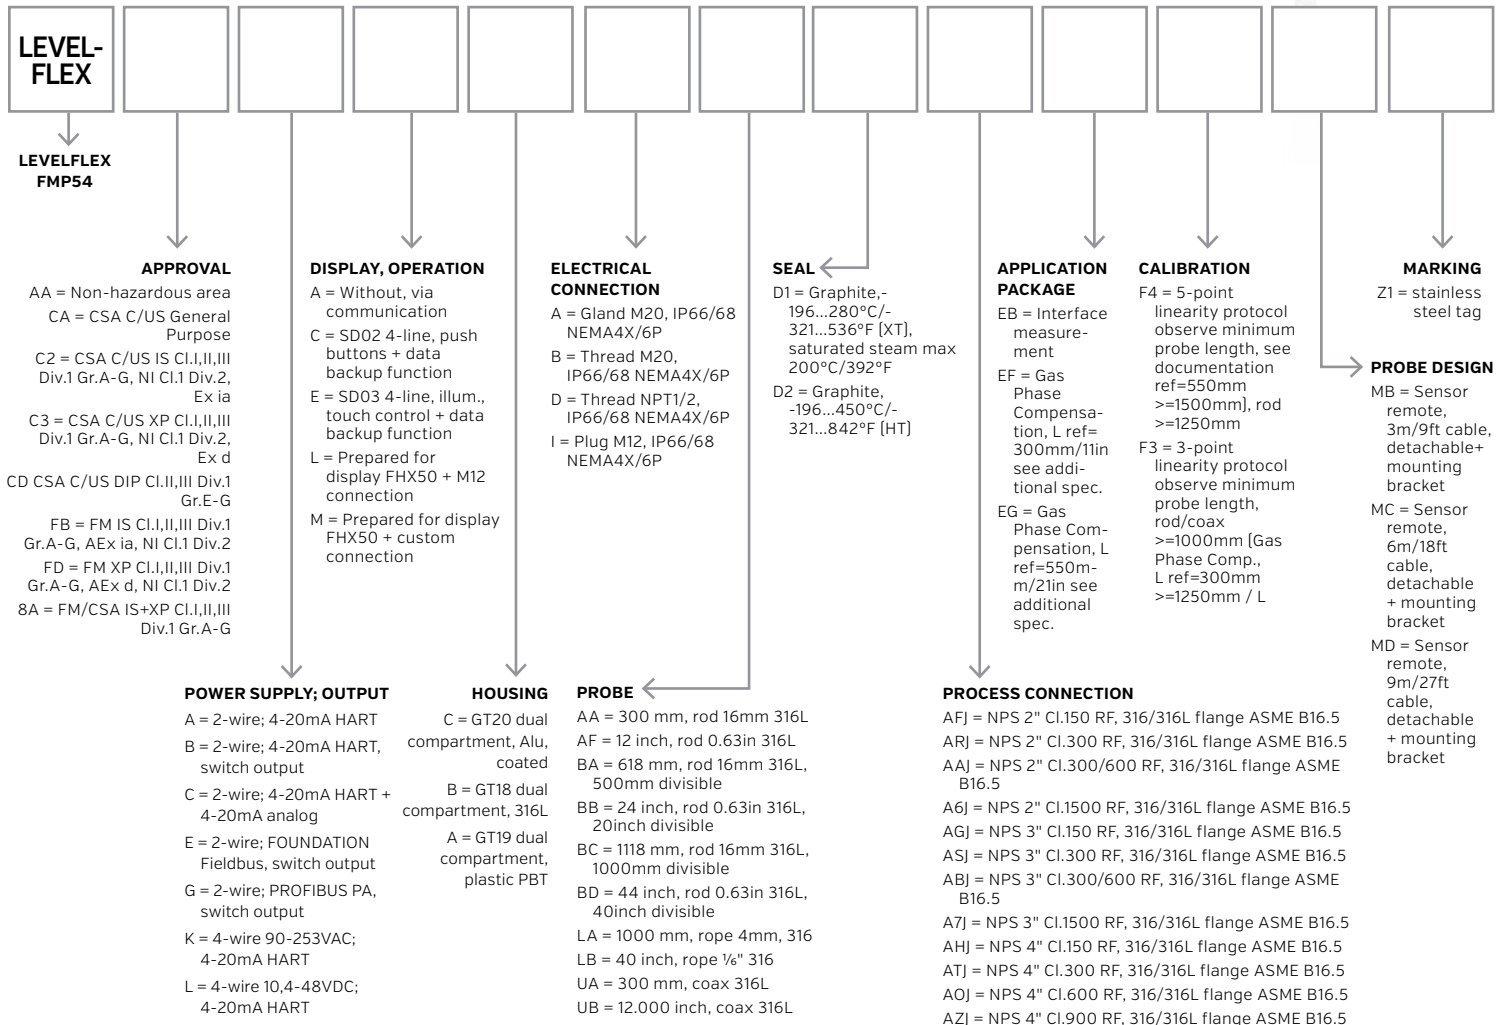 LEVEL-
FLEX
LEVELFLEX
FMP54
APPROVAL
AA = Non-hazardous area
CA = CSA C/US General
Purpose
C2 = CSA C/US IS Cl.I,II,III
Div.1 Gr.A-G, NI Cl.1 Div.2,
Ex ia
C3 = CSA C/US XP Cl.I,II,III
Div.1 Gr.A-G, NI Cl.1 Div.2,
Ex d
CD CSA C/US DIP Cl.II,III Div.1
Gr.E-G
FB = FM IS Cl.I,II,III Div.1
Gr.A-G, AEx ia, NI Cl.1 Div.2
FD = FM XP Cl.I,II,III Div.1
Gr.A-G, AEx d, NI Cl.1 Div.2
8A = FM/CSA IS+XP Cl.I,II,III
Div.1 Gr.A-G
DISPLAY, OPERATION
A = Without, via
communication
C = SD02 4-line, push
buttons + data
backup function
E = SD03 4-line, illum.,
touch control + data
backup function
L = Prepared for
display FHX50 + M12
connection
M = Prepared for display
FHX50 + custom
connection
ELECTRICAL
CONNECTION
A = Gland M20, IP66/68
NEMA4X/6P
B = Thread M20,
IP66/68 NEMA4X/6P
D = Thread NPT1/2,
IP66/68 NEMA4X/6P
I = Plug M12, IP66/68
NEMA4X/6P
SEAL
D1 = Graphite,-
196...280°C/-
321...536°F (XT),
saturated steam max
200°C/392°F
D2 = Graphite,
-196...450°C/-
321...842°F (HT)
APPLICATION
PACKAGE
EB = Interface
measure-
ment
EF = Gas
Phase
Compensa-
tion, L ref=
300mm/11in
see addi-
tional spec.
EG = Gas
Phase Com-
pensation, L
ref=550m-
m/21in see
additional
spec.
CALIBRATION
F4 = 5-point
linearity protocol
observe minimum
probe length, see
documentation
ref=550mm
>=1500mm), rod
>=1250mm
F3 = 3-point
linearity protocol
observe minimum
probe length,
rod/coax
>=1000mm (Gas
Phase Comp.,
L ref=300mm
>=1250mm / L
MARKING
Z1 = stainless
steel tag
PROBE DESIGN
MB = Sensor
remote,
3m/9ft cable,
detachable+
mounting
bracket
MC = Sensor
remote,
6m/18ft
cable,
detachable
+ mounting
bracket
MD = Sensor
remote,
9m/27ft
cable,
detachable
+ mounting
bracket
POWER SUPPLY; OUTPUT
A = 2-wire; 4-20mA HART
B = 2-wire; 4-20mA HART,
switch output
C = 2-wire; 4-20mA HART +
4-20mA analog
E = 2-wire; FOUNDATION
Fieldbus, switch output
G = 2-wire; PROFIBUS PA,
switch output
K = 4-wire 90-253VAC;
4-20mA HART
L = 4-wire 10,4-48VDC;
4-20mA HART
HOUSING
C = GT20 dual
compartment, Alu,
coated
B = GT18 dual
compartment, 316L
A = GT19 dual
compartment,
plastic PBT
PROBE
AA = 300 mm, rod 16mm 316L
AF = 12 inch, rod 0.63in 316L
BA = 618 mm, rod 16mm 316L,
500mm divisible
BB = 24 inch, rod 0.63in 316L,
20inch divisible
BC = 1118 mm, rod 16mm 316L,
1000mm divisible
BD = 44 inch, rod 0.63in 316L,
40inch divisible
LA = 1000 mm, rope 4mm, 316
LB = 40 inch, rope ⅙" 316
UA = 300 mm, coax 316L
UB = 12.000 inch, coax 316L
PROCESS CONNECTION
AFJ = NPS 2" Cl.150 RF, 316/316L flange ASME B16.5
ARJ = NPS 2" Cl.300 RF, 316/316L flange ASME B16.5
AAJ = NPS 2" Cl.300/600 RF, 316/316L flange ASME
B16.5
A6J = NPS 2" Cl.1500 RF, 316/316L flange ASME B16.5
AGJ = NPS 3" Cl.150 RF, 316/316L flange ASME B16.5
ASJ = NPS 3" Cl.300 RF, 316/316L flange ASME B16.5
ABJ = NPS 3" Cl.300/600 RF, 316/316L flange ASME
B16.5
A7J = NPS 3" Cl.1500 RF, 316/316L flange ASME B16.5
AHJ = NPS 4" Cl.150 RF, 316/316L flange ASME B16.5
ATJ = NPS 4" Cl.300 RF, 316/316L flange ASME B16.5
AOJ = NPS 4" Cl.600 RF, 316/316L flange ASME B16.5
AZJ = NPS 4" Cl.900 RF, 316/316L flange ASME B16.5